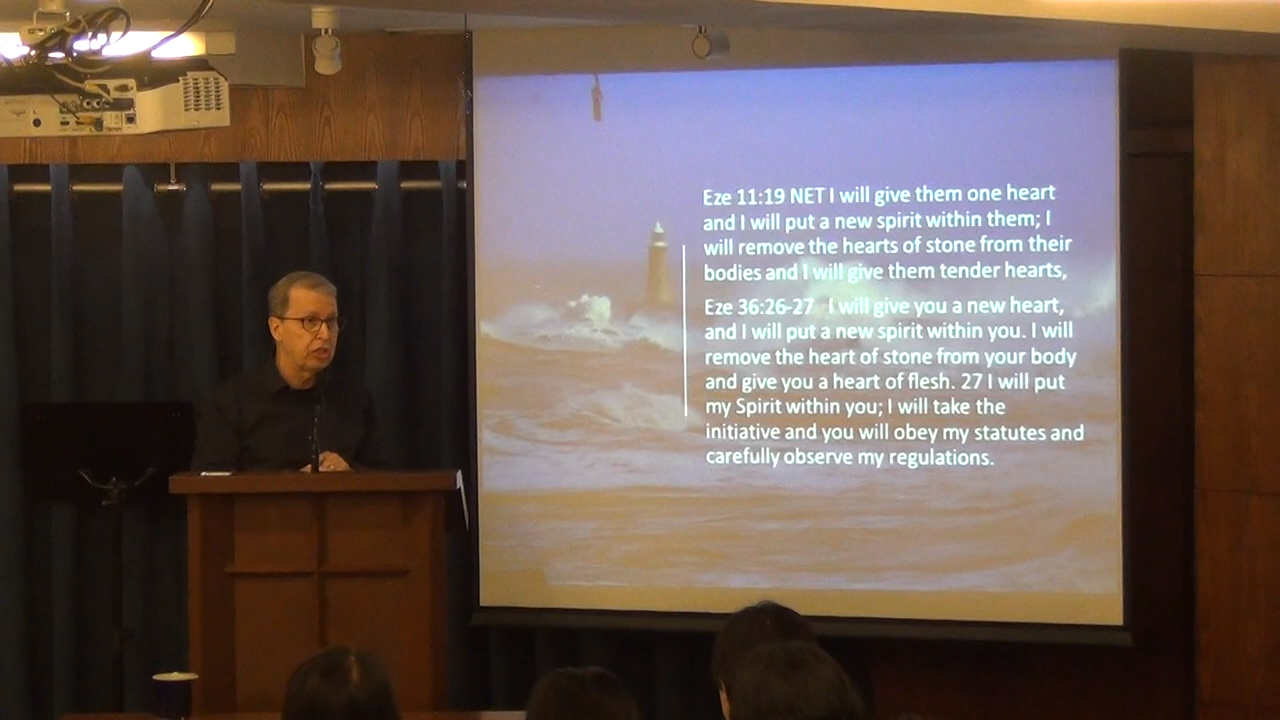 Eze 11:19 NET I will give them one heart
and I will put a new spirit within them; I
will remove the hearts of stone from their
bodies and I will give them tender hearts,
Eze 36:26-27 I will give you a new heart,
and I will put a new spirit within you. I will
remove the heart of stone from your body
and give you a heart of flesh. 27 I will put
my Spirit within you; I will take the
initiative and you will obey my statutes and
carefully observe my regulations.